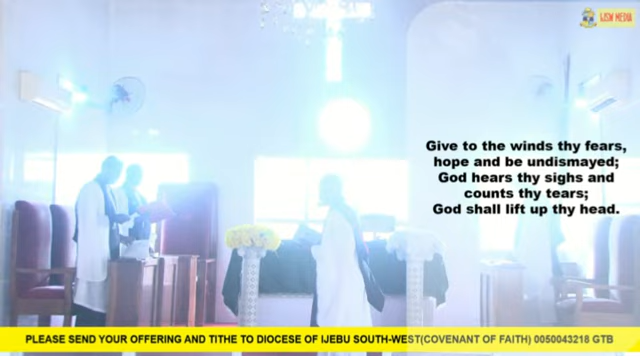 IJSW MEDIA
Give to the winds thy fears,
hope and be undismayed;
God hears thy sighs and
counts thy tears;
God shall lift up thy head.
PLEASE SEND YOUR OFFERING AND TITHE TO DIOCESE OF IJEBU SOUTH-WEST(COVENANT OF FAITH) 0050043218 GTB